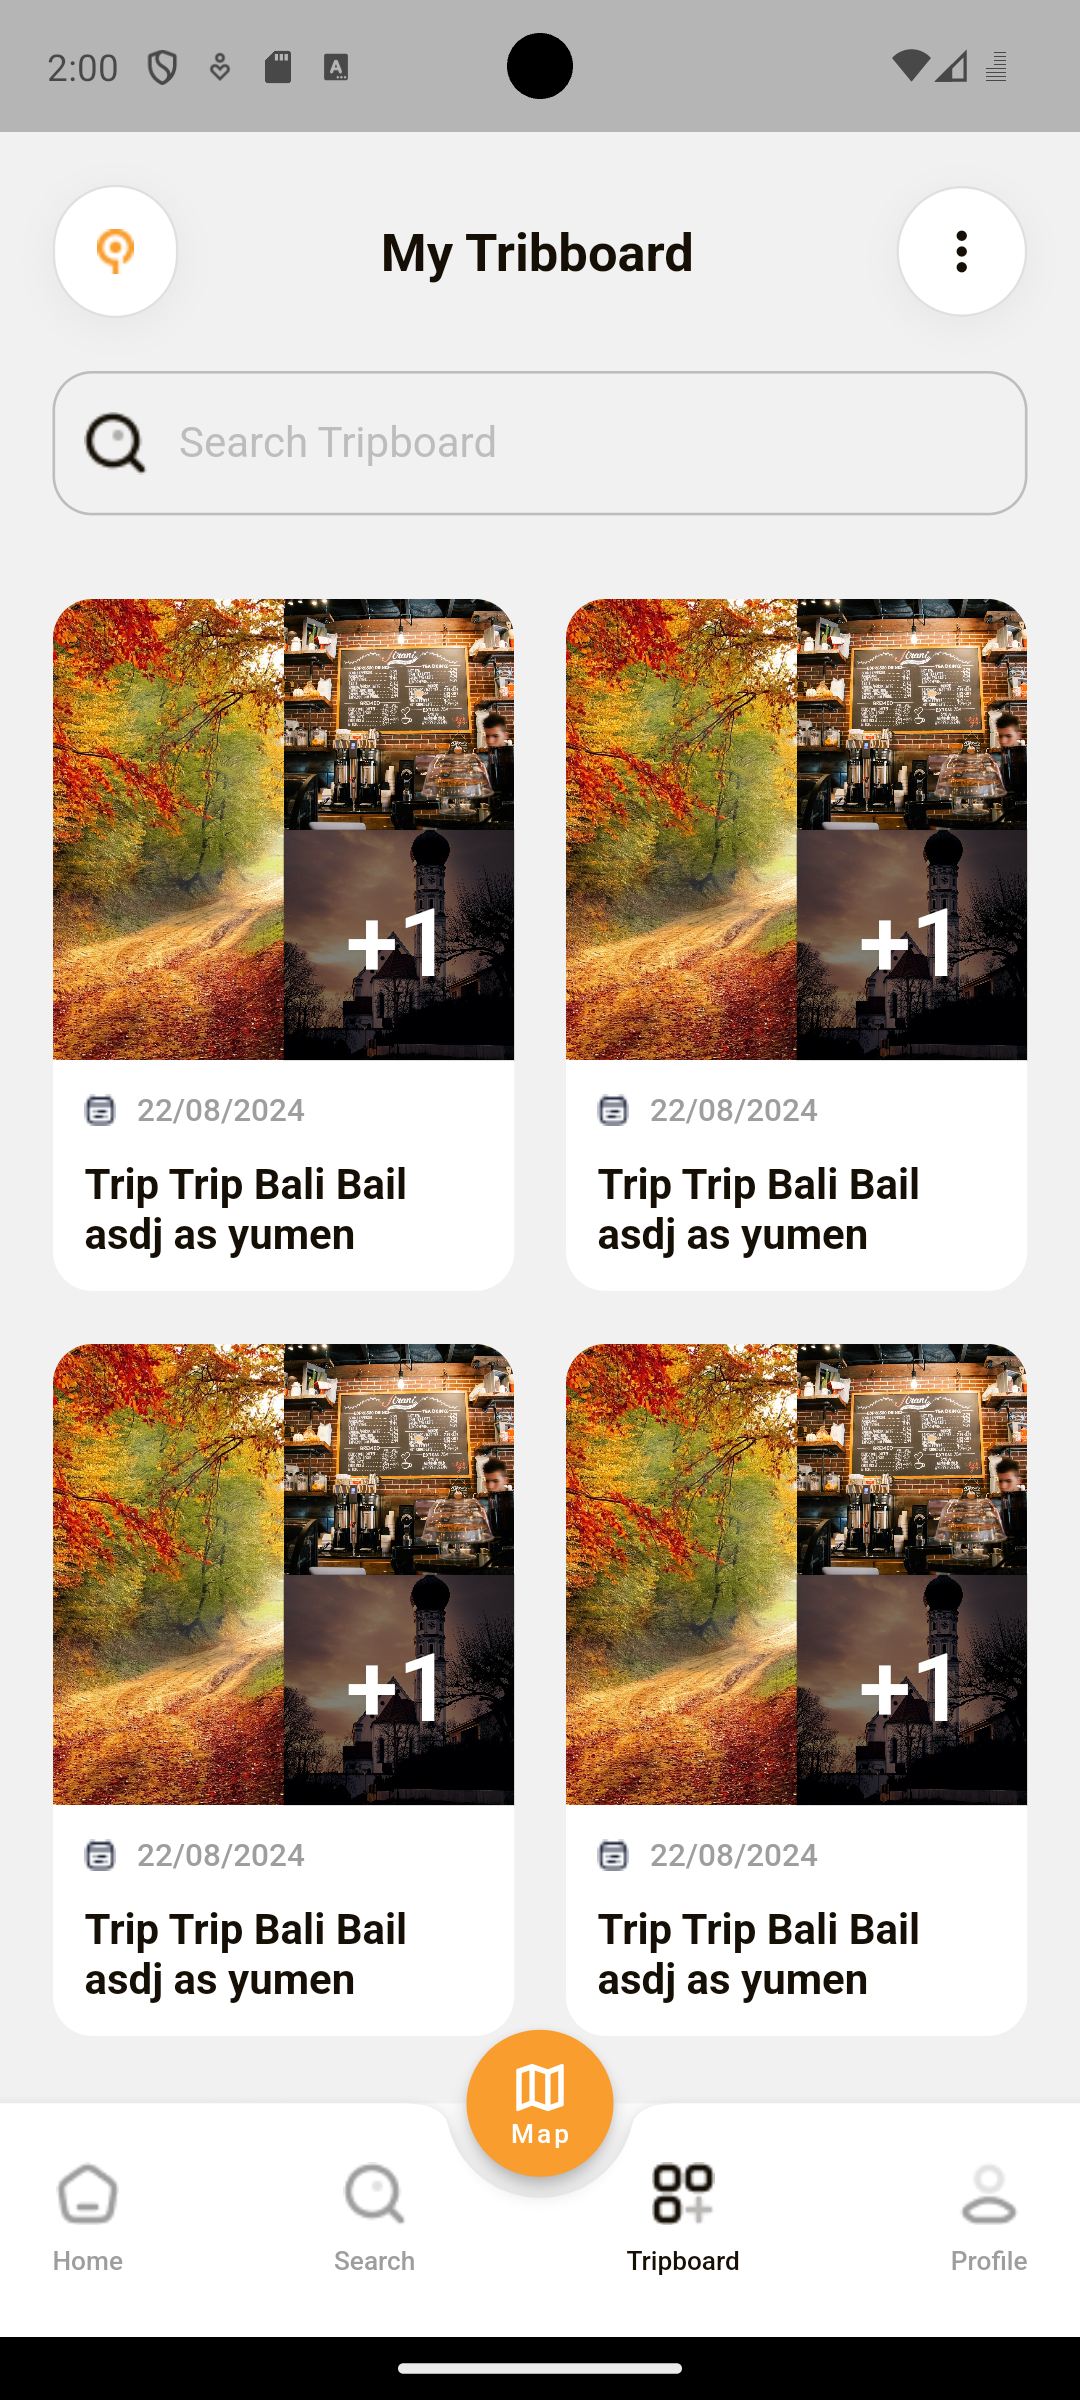 2:00
My Tribboard
Search Tripboard
+1
+1
22/08/2024
22/08/2024
Trip Trip Bali Bail
asdj as yumen
Trip Trip Bali Bail
asdj as yumen
+1
+1
22/08/2024
22/08/2024
Trip Trip Bali Bail
asdj as yumen
Trip Trip Bali Bail
asdj as yumen
Map
Home
Search
Tripboard
Profile